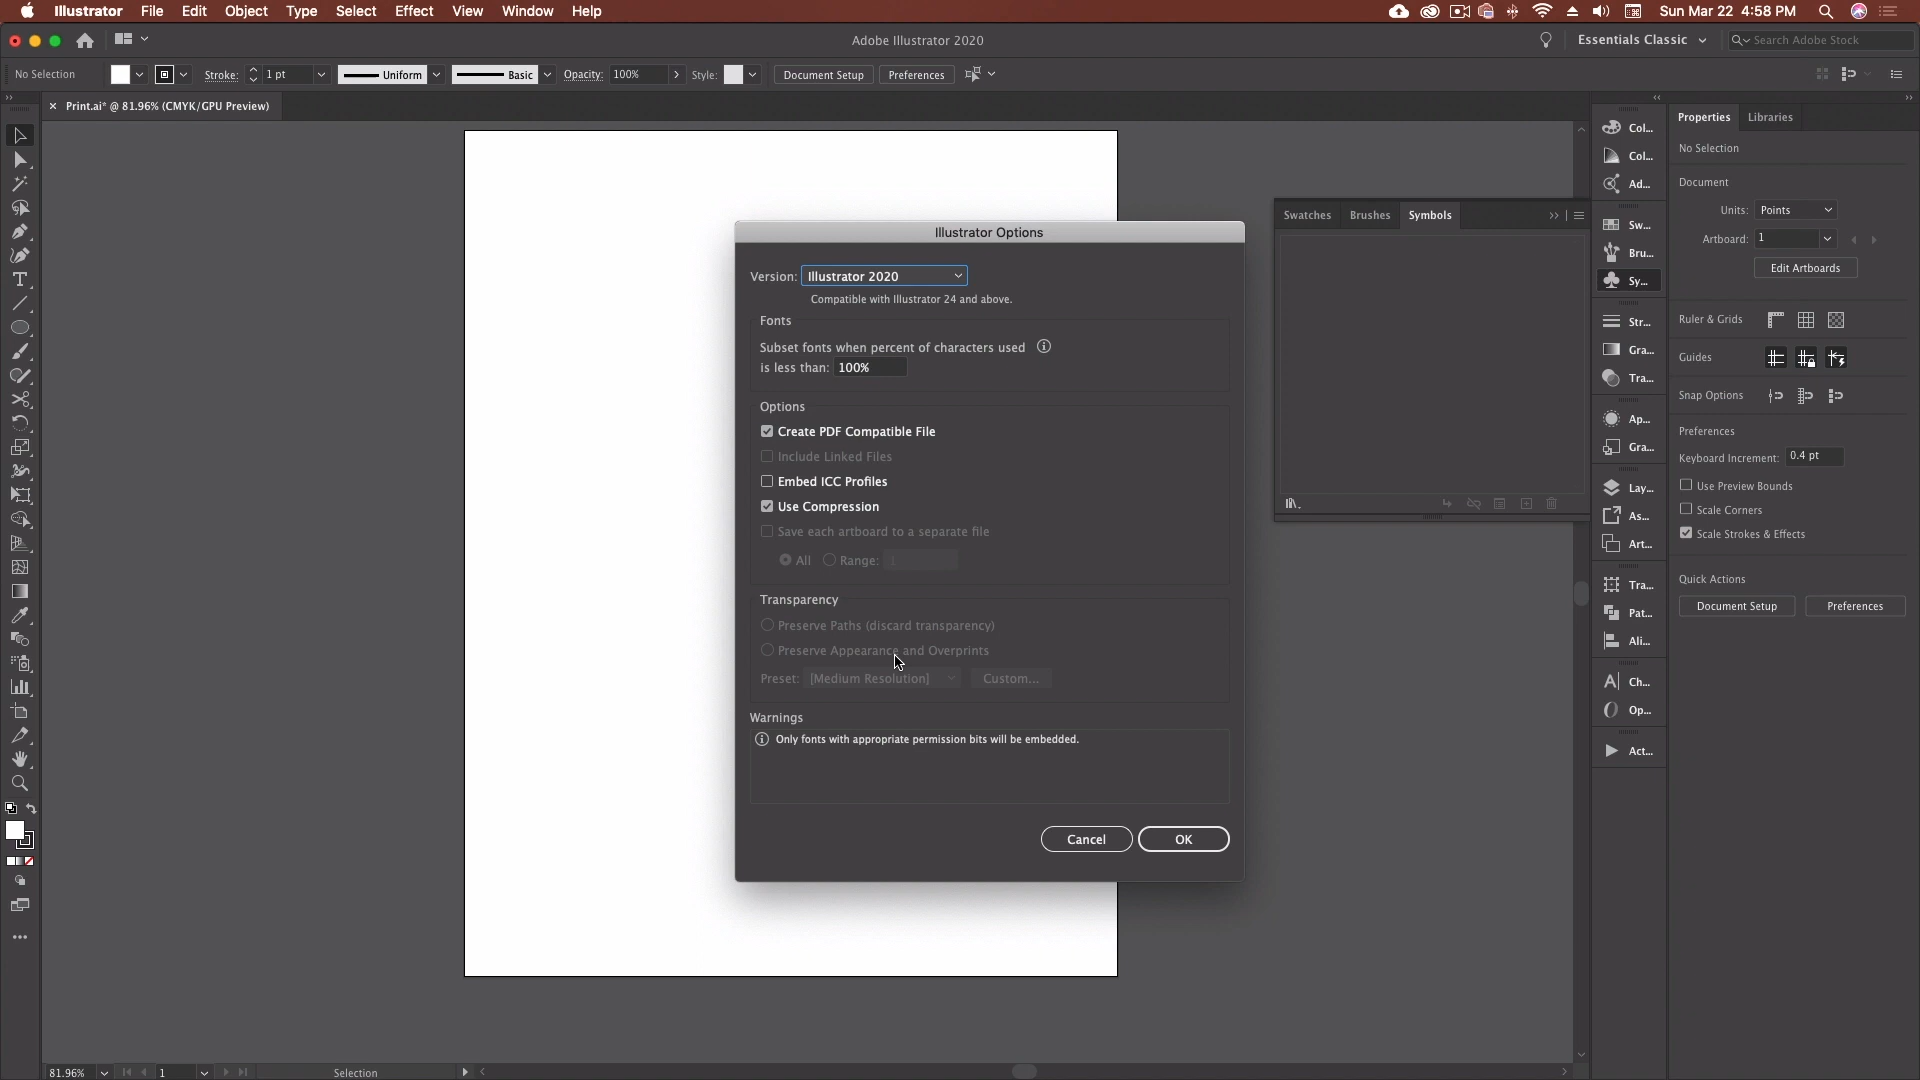 Illustrator File Edit Object Type Select Effect View Window Help Sun Mar 22 4:58 PM
Adobe Illustrator 2020 Essentials Classic Search Adobe Stock
No Selection Stroke: 1 pt Uniform Basic Opacity: 100% Style: Document Setup Preferences
Print.ai* @ 81.96% (CMYK/GPU Preview)
Illustrator Options
Version: Illustrator 2020
Compatible with Illustrator 24 and above.
Fonts
Subset fonts when percent of characters used
is less than: 100%
Options
Create PDF Compatible File
Include Linked Files
Embed ICC Profiles
Use Compression
Save each artboard to a separate file
All Range: 1
Transparency
Preserve Paths (discard transparency)
Preserve Appearance and Overprints
Preset: [Medium Resolution] Custom...
Warnings
Only fonts with appropriate permission bits will be embedded.
Cancel OK
Swatches Brushes Symbols
Col...
Col...
Ad...
Sw...
Bru...
Sy...
Str...
Gra...
Tra...
Ap...
Gra...
Lay...
As...
Art...
Tra...
Pat...
Ali...
Ch...
Op...
Act...
Properties Libraries
No Selection
Document
Units: Points
Artboard: 1
Edit Artboards
Ruler & Grids
Guides
Snap Options
Preferences
Keyboard Increment: 0.4 pt
Use Preview Bounds
Scale Corners
Scale Strokes & Effects
Quick Actions
Document Setup Preferences
81.96% 1 Selection